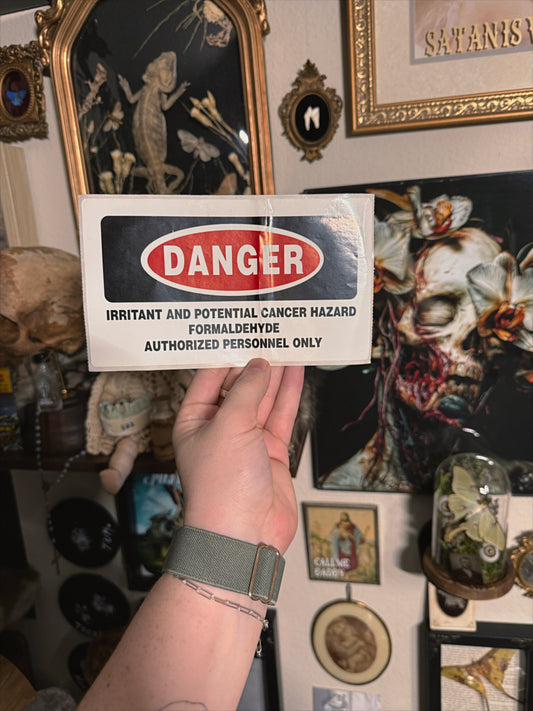 SATANIS
DANGER
IRRITANT AND POTENTIAL CANCER HAZARD
FORMALDEHYDE
AUTHORIZED PERSONNEL ONLY
CALL ME
DADDY